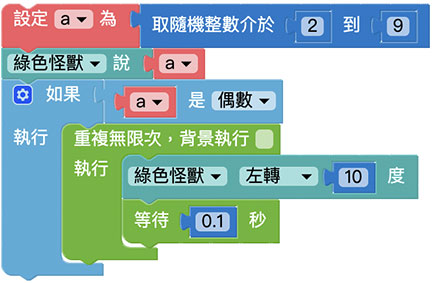 設定 a 為 取隨機整數介於 2 到 9
綠色怪獸 說 a
如果 a 是 偶數
執行 重複無限次，背景執行
執行 綠色怪獸 左轉 10 度
等待 0.1 秒